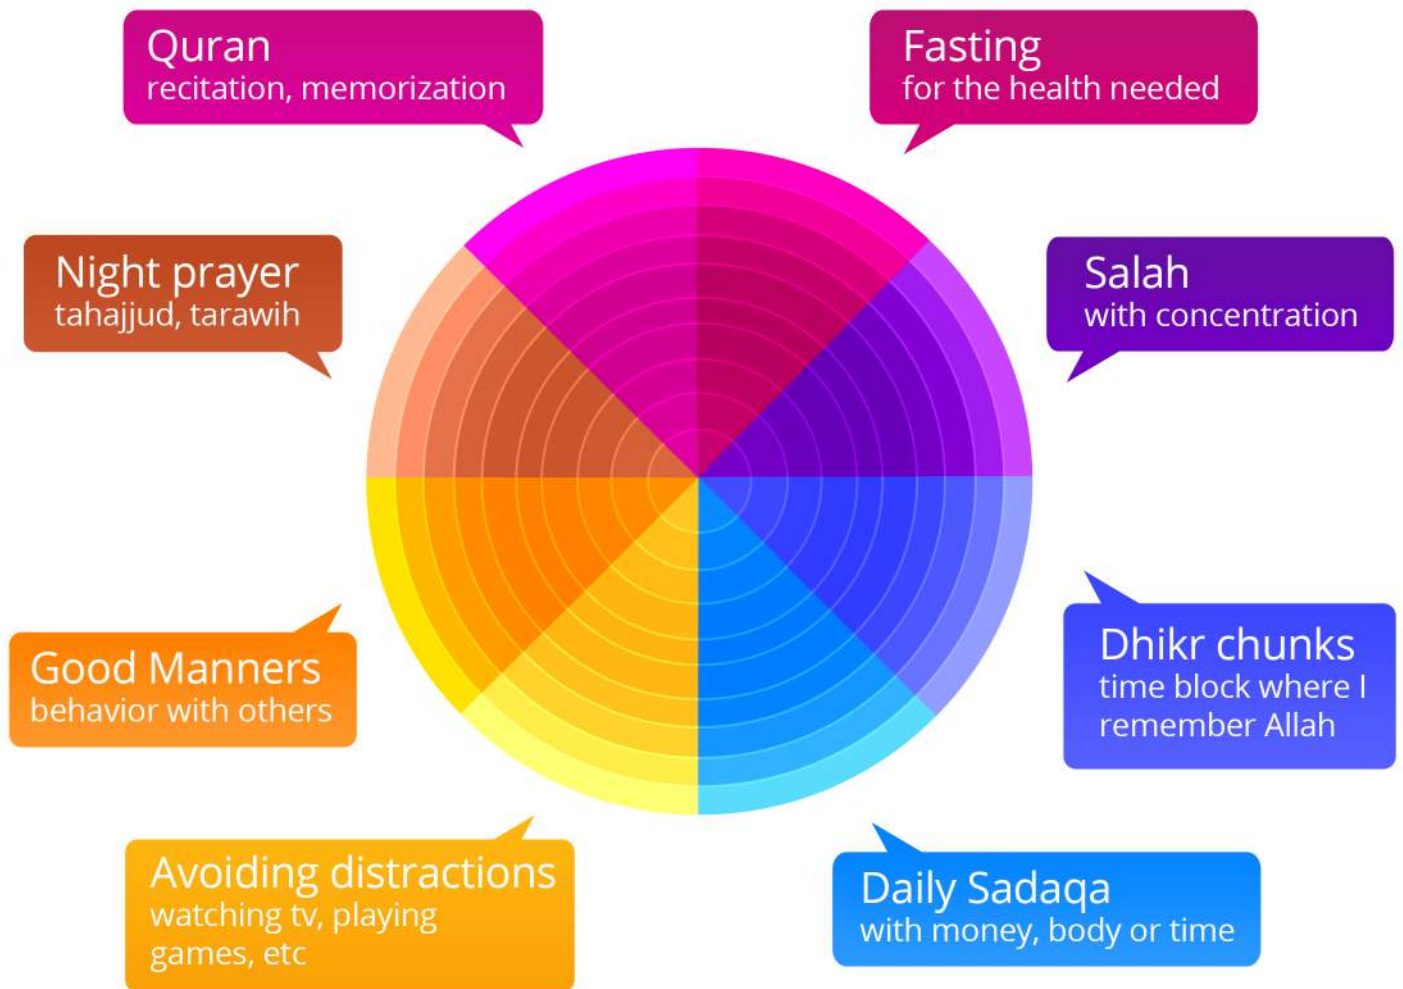 Quran
recitation, memorization
Fasting
for the health needed
Night prayer
tahajjud, tarawih
Salah
with concentration
Good Manners
behavior with others
Dhikr chunks
time block where I
remember Allah
Avoiding distractions
watching tv, playing
games, etc
Daily Sadaqa
with money, body or time